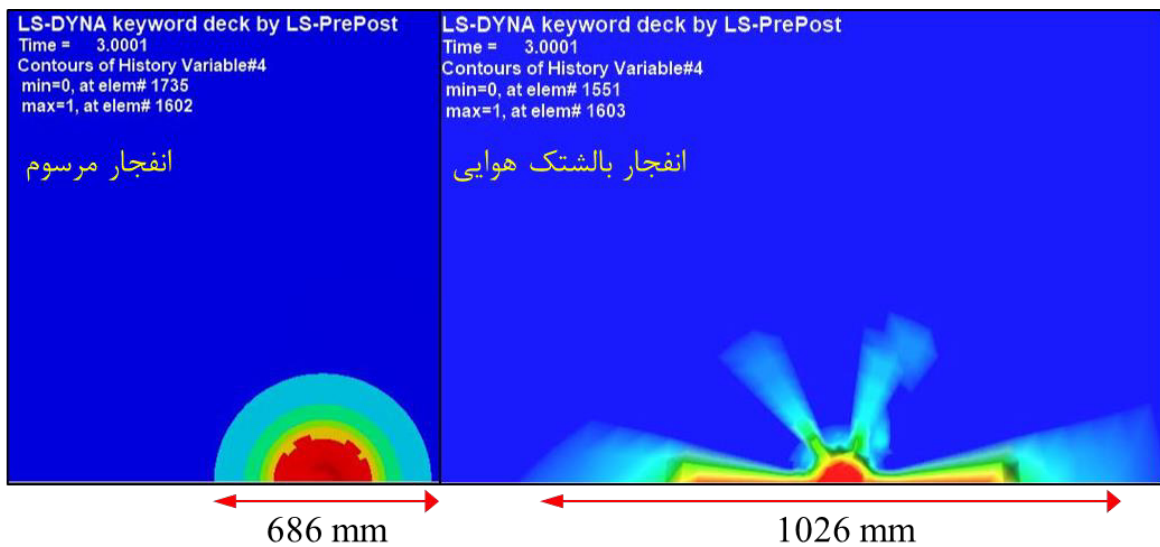 LS-DYNA keyword deck by LS-PrePost
Time = 3.0001
Contours of History Variable#4
min=0, at elem# 1735
max=1, at elem# 1602
انفجار مرسوم
LS-DYNA keyword deck by LS-PrePost
Time = 3.0001
Contours of History Variable#4
min=0, at elem# 1551
max=1, at elem# 1603
انفجار بالشتک هوایی
686 mm
1026 mm